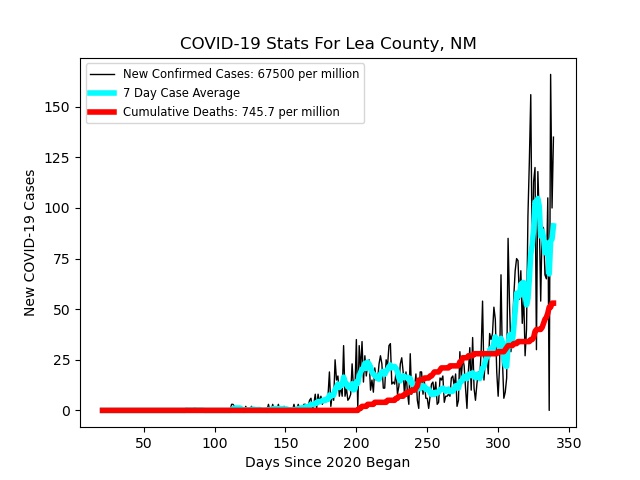 COVID-19 Stats For Lea County, NM
New Confirmed Cases: 67500 per million
7 Day Case Average
Cumulative Deaths: 745.7 per million
New COVID-19 Cases
150
125
100
75
50
25
0
50 100 150 200 250 300 350
Days Since 2020 Began